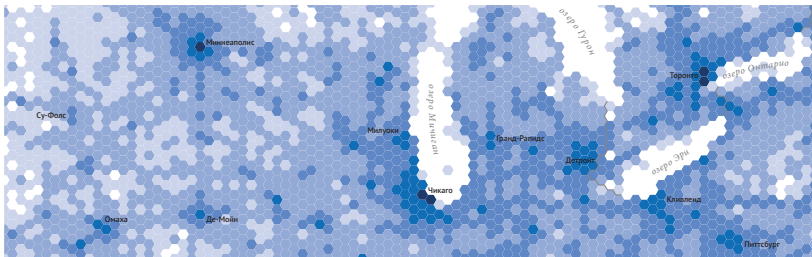 озеро Гурон
Миннеаполис
Торонто
озеро Онтарио
озеро Мичиган
Су-Фолс
Милуоки
Гранд-Рапидс
Детройт
озеро Эри
Чикаго
Кливленд
Омаха
Де-Мойн
Питтсбург